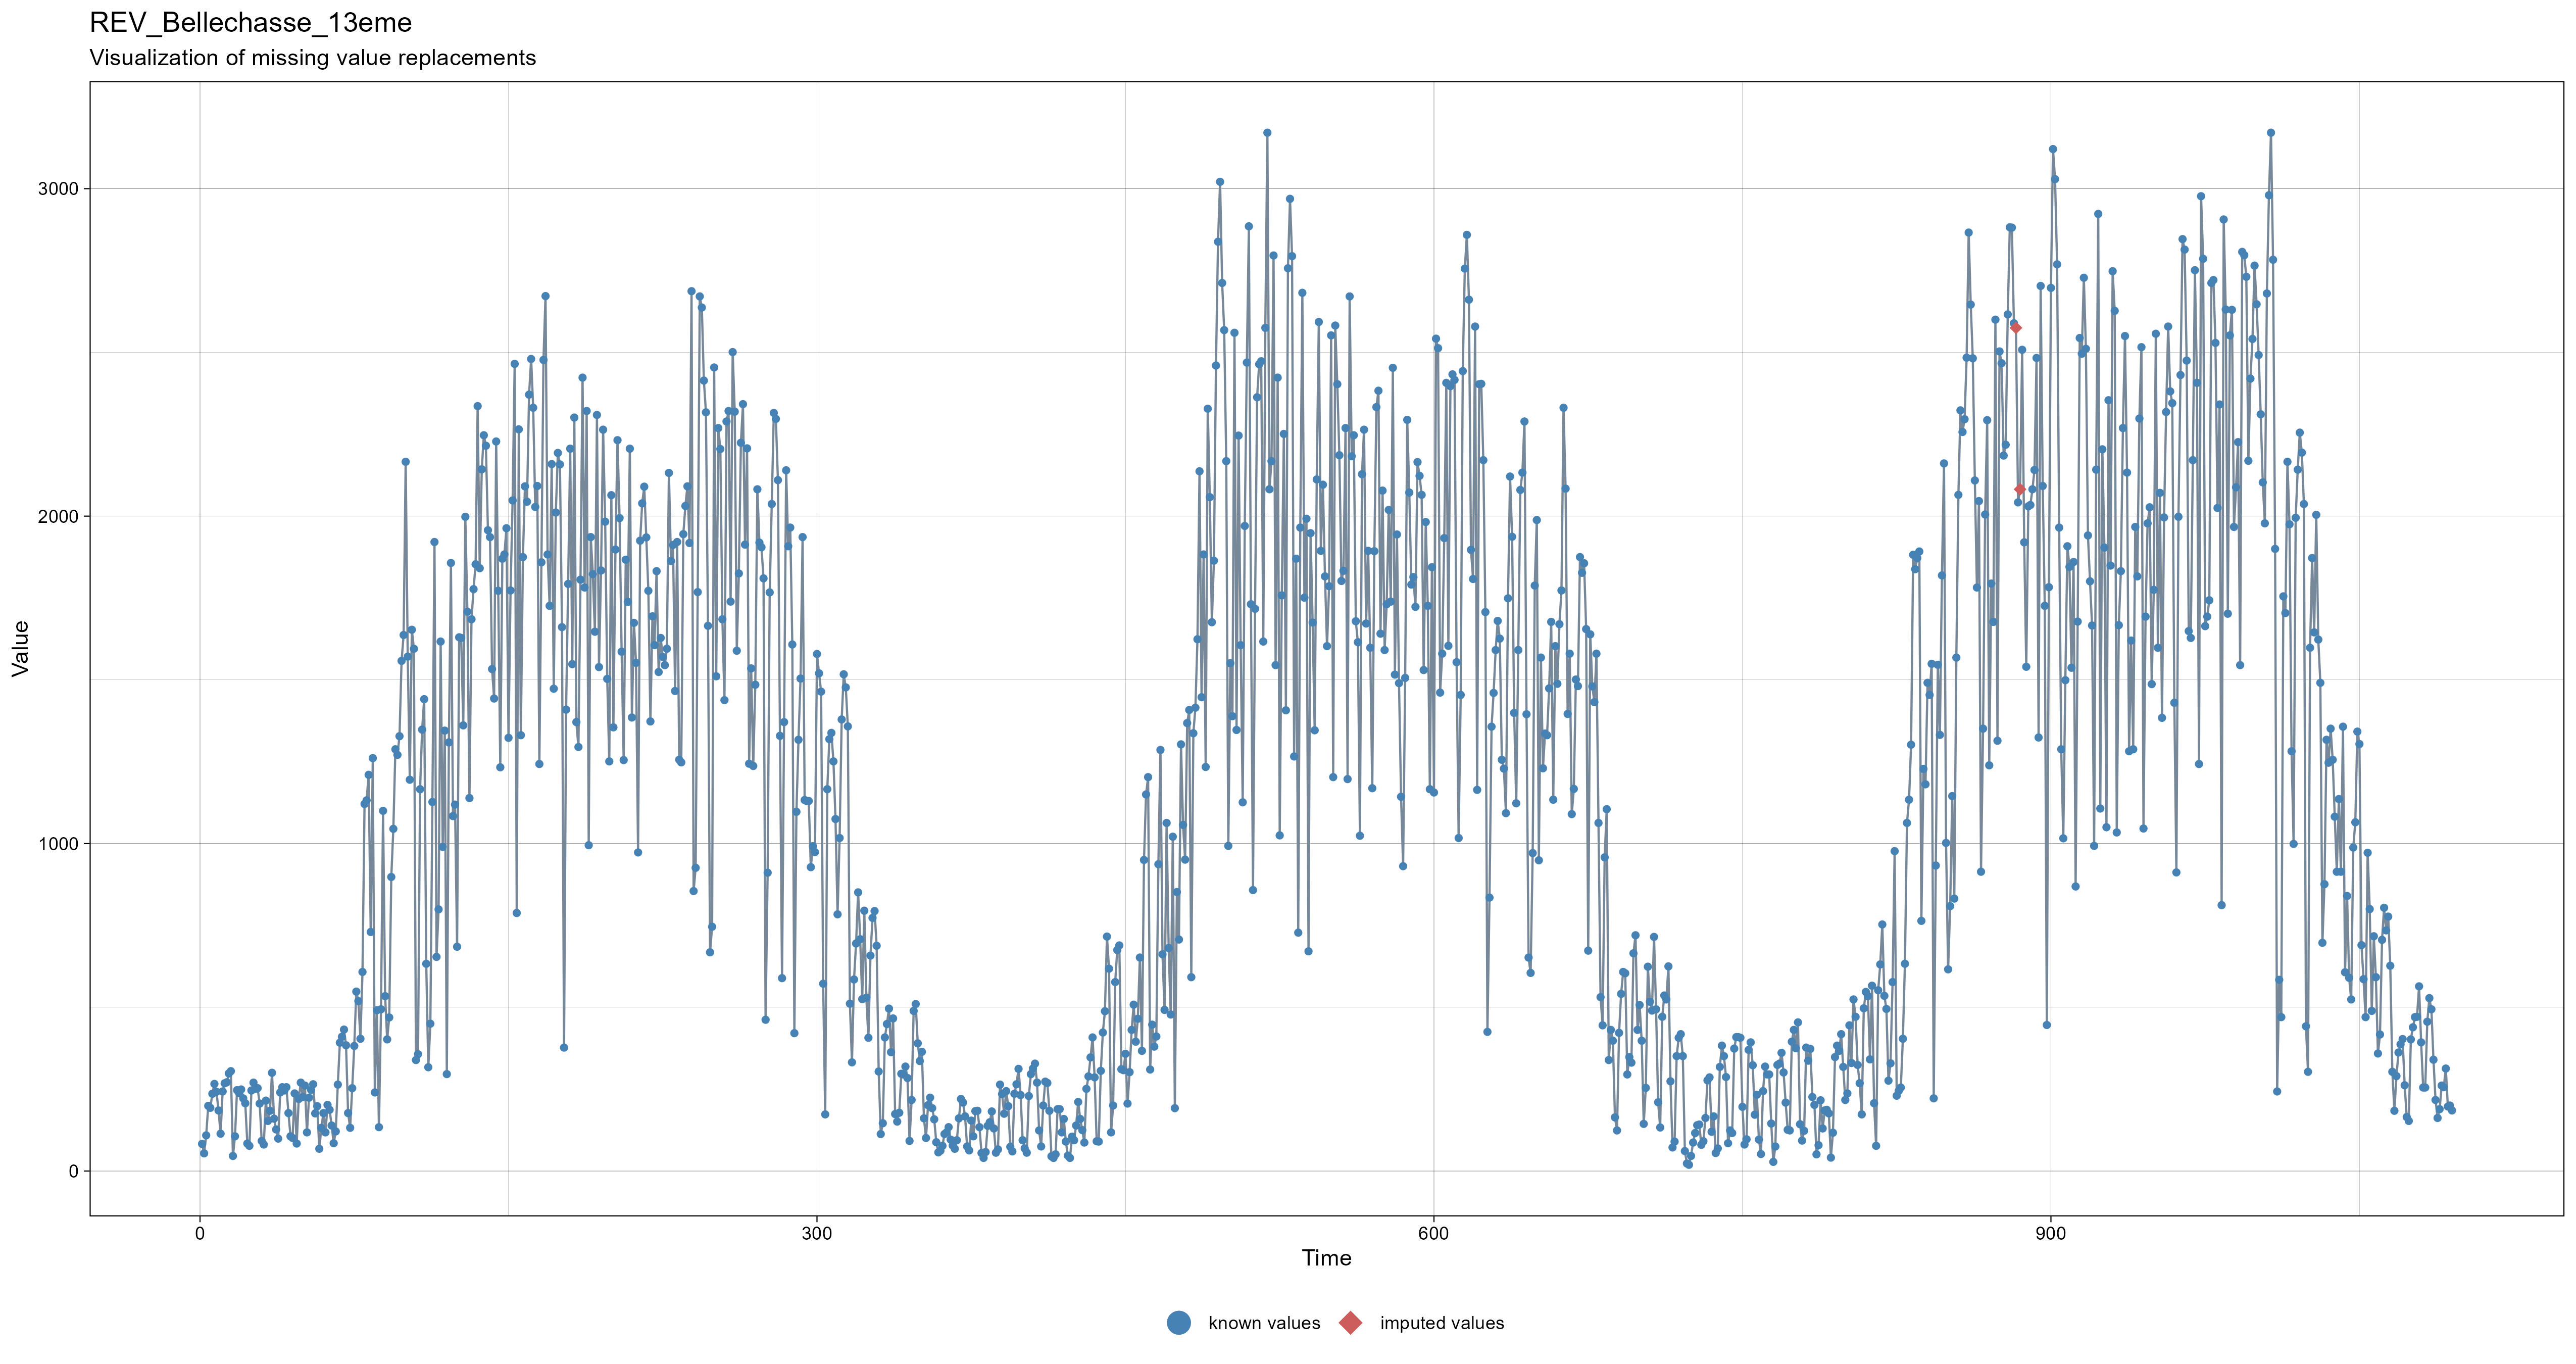 REV_Bellechasse_13eme
Visualization of missing value replacements
3000
2000
1000
0
Value
0 300 600 900
Time
known values imputed values